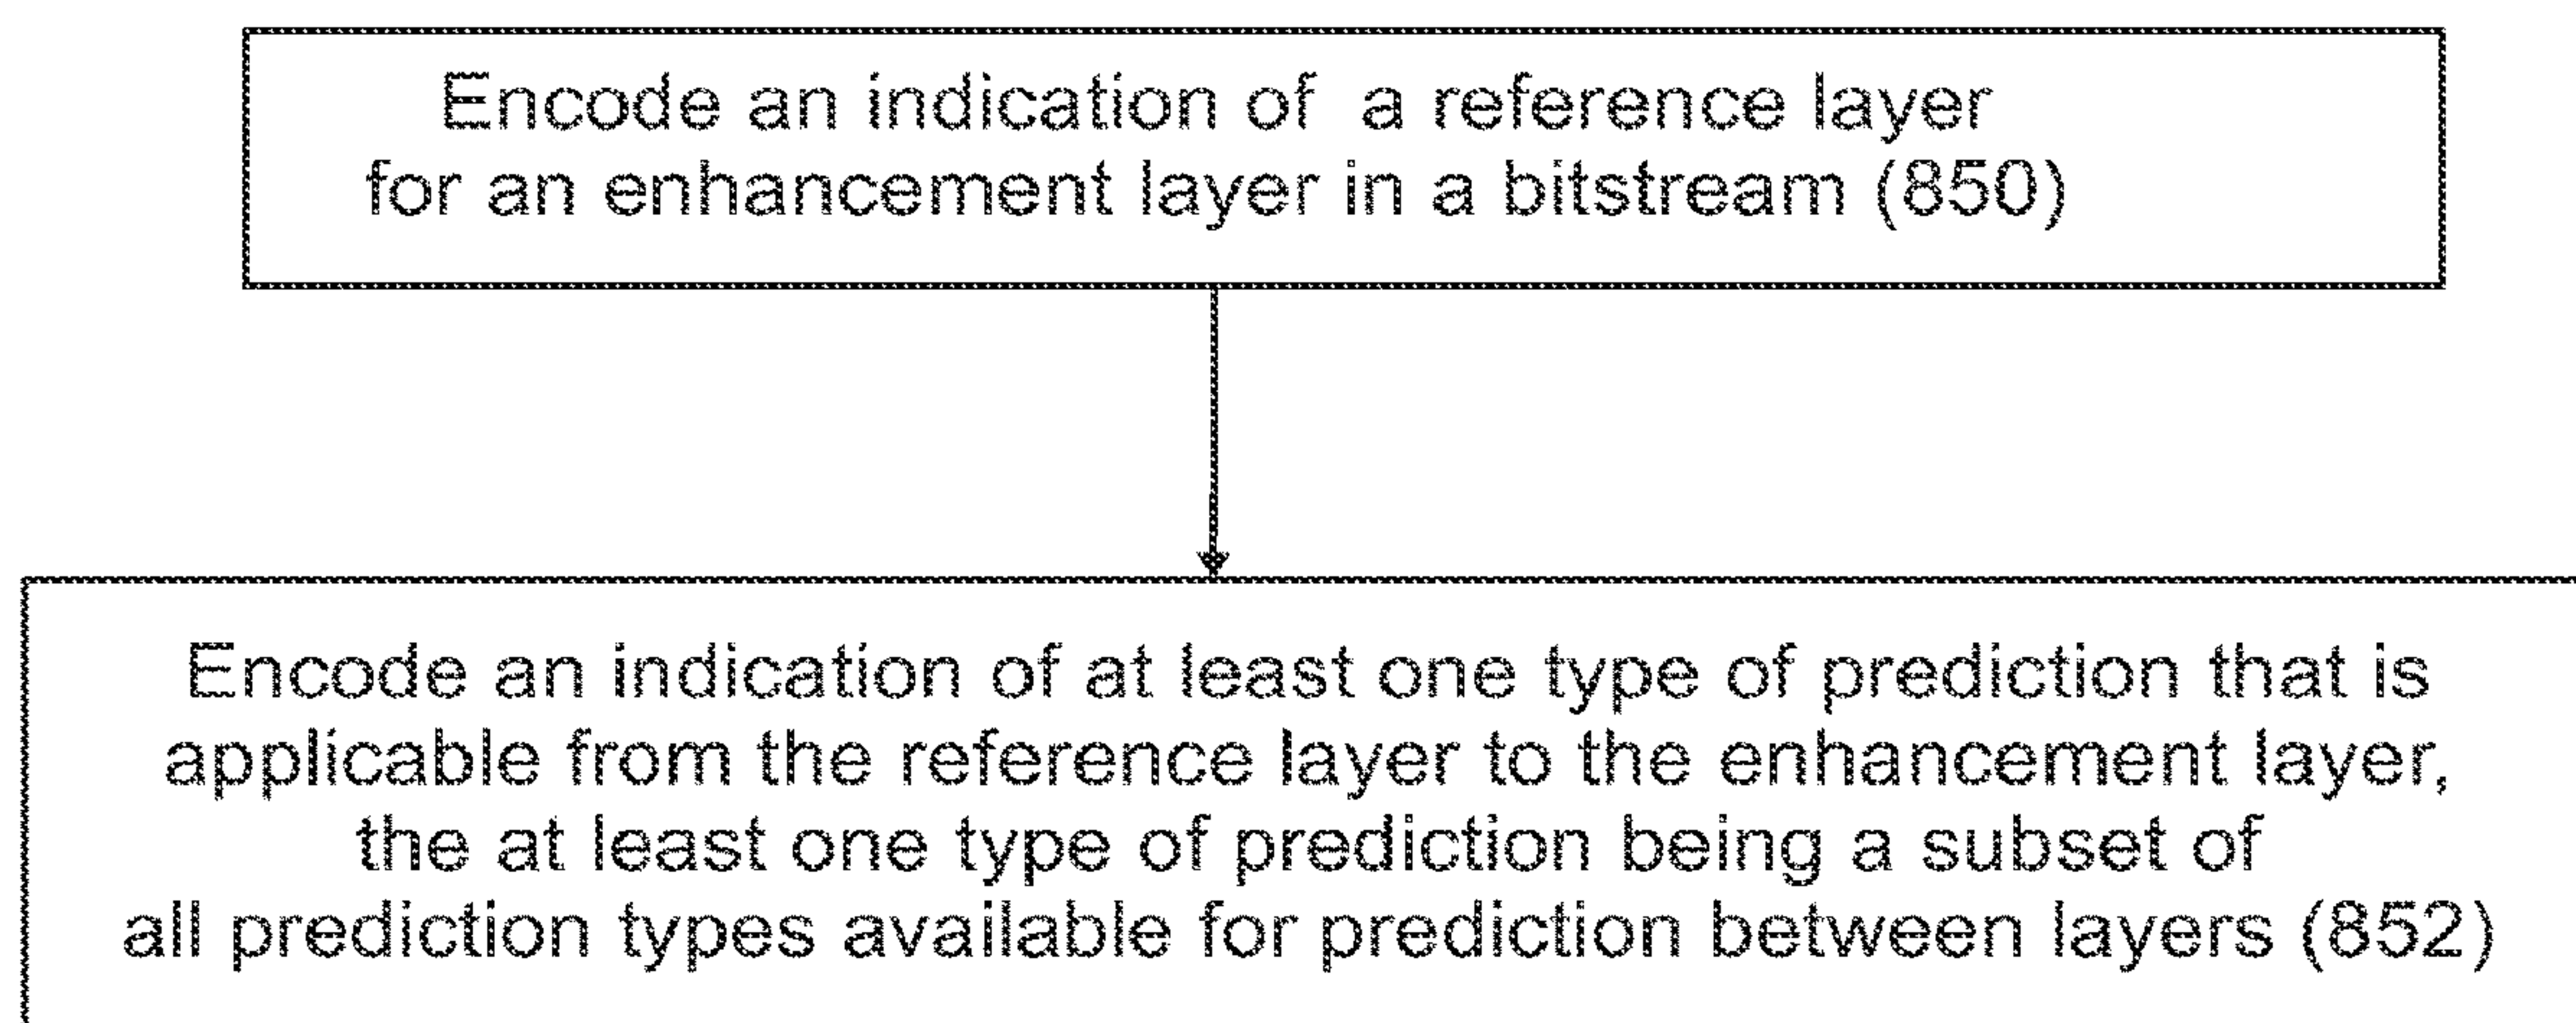 Encode an indication of a reference layer
for an enhancement layer in a bitstream (850)
Encode an indication of at least one type of prediction that is
applicable from the reference layer to the enhancement layer,
the at least one type of prediction being a subset of
all prediction types available for prediction between layers (852)